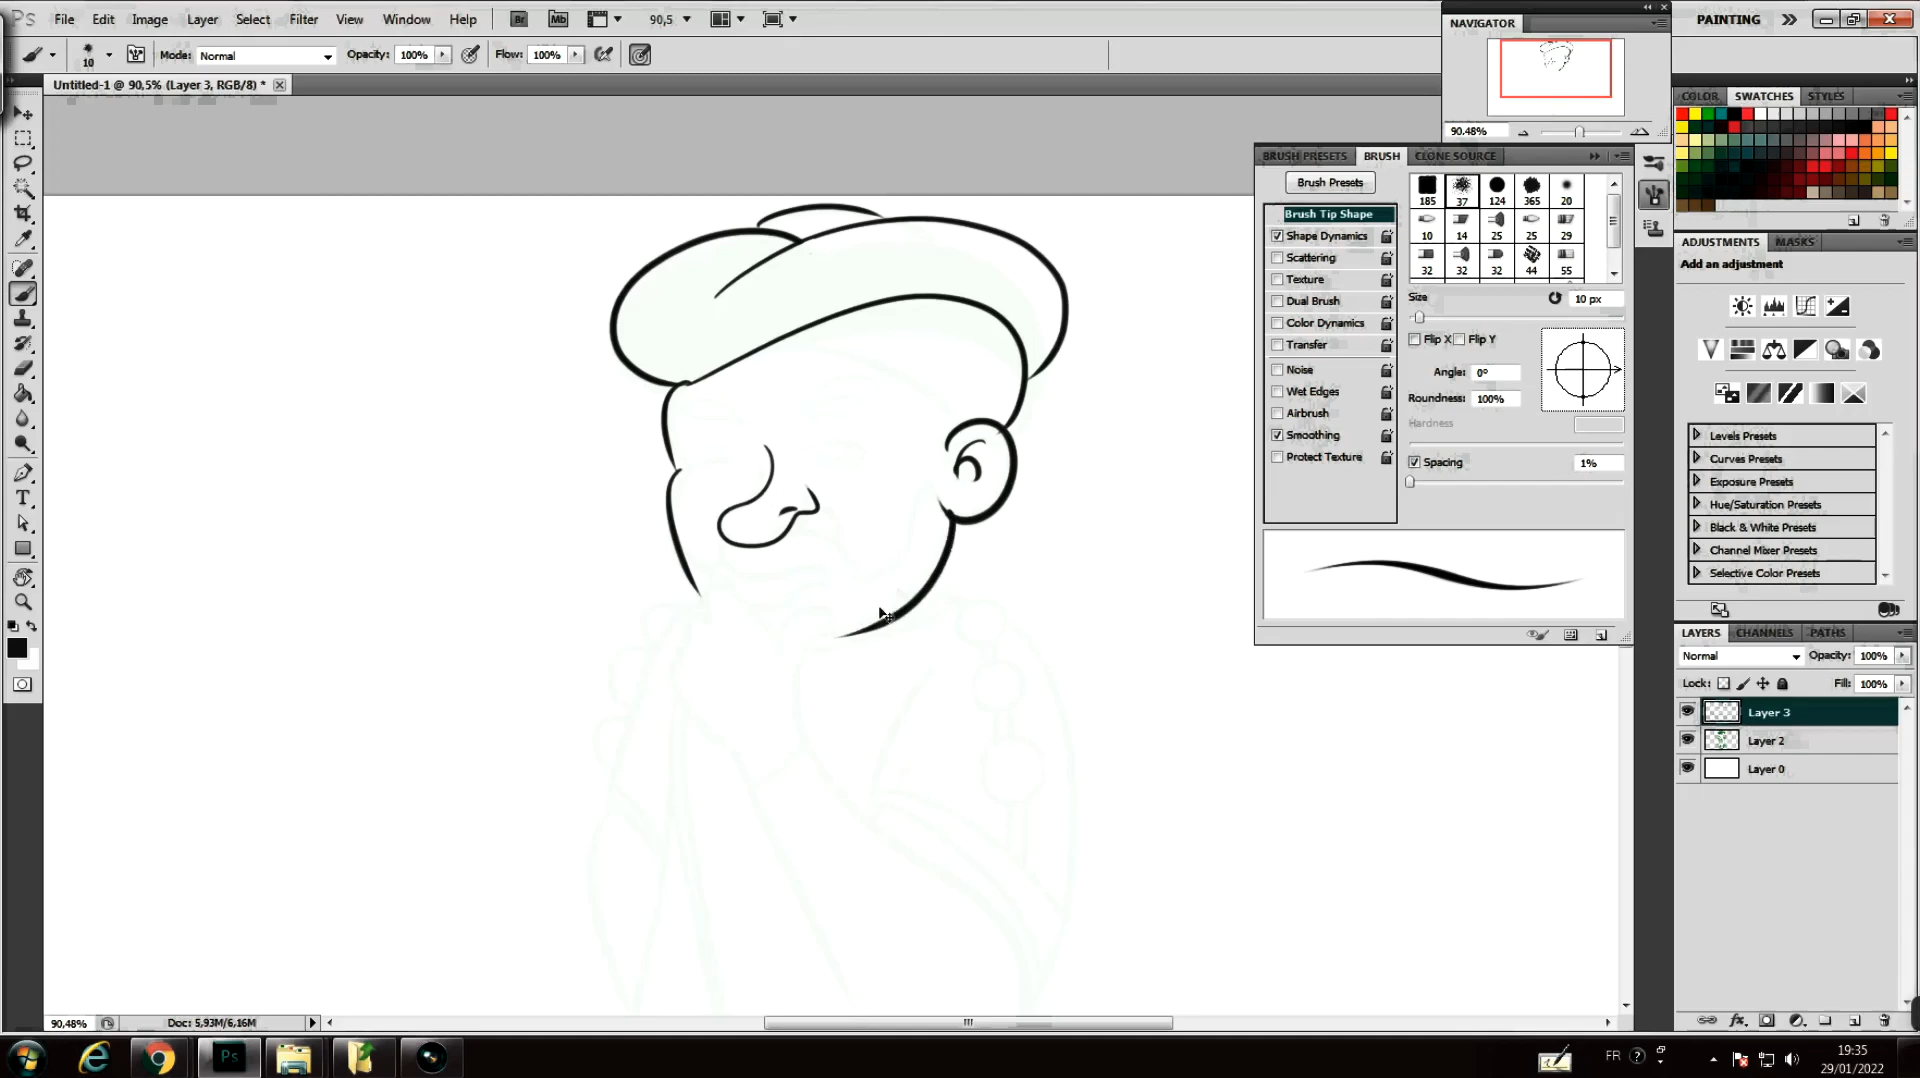 Ps File Edit Image Layer Select Filter View Window Help Br Mb 90,5 PAINTING
10 Mode: Normal Opacity: 100% Flow: 100%
Untitled-1 @ 90,5% (Layer 3, RGB/8) *
NAVIGATOR
90.48%
COLOR SWATCHES STYLES
BRUSH PRESETS BRUSH CLONE SOURCE
Brush Presets
Brush Tip Shape
Shape Dynamics
Scattering
Texture
Dual Brush
Color Dynamics
Transfer
Noise
Wet Edges
Airbrush
Smoothing
Protect Texture
185 37 124 365 20
10 14 25 25 29
32 32 32 44 55
Size 10 px
Flip X Flip Y
Angle: 0º
Roundness: 100%
Hardness
Spacing 1%
ADJUSTMENTS MASKS
Add an adjustment
Levels Presets
Curves Presets
Exposure Presets
Hue/Saturation Presets
Black & White Presets
Channel Mixer Presets
Selective Color Presets
LAYERS CHANNELS PATHS
Normal Opacity: 100%
Lock: Fill: 100%
Layer 3
Layer 2
Layer 0
90,48% Doc: 5,93M/6,16M
Ps
FR
19:35
29/01/2022